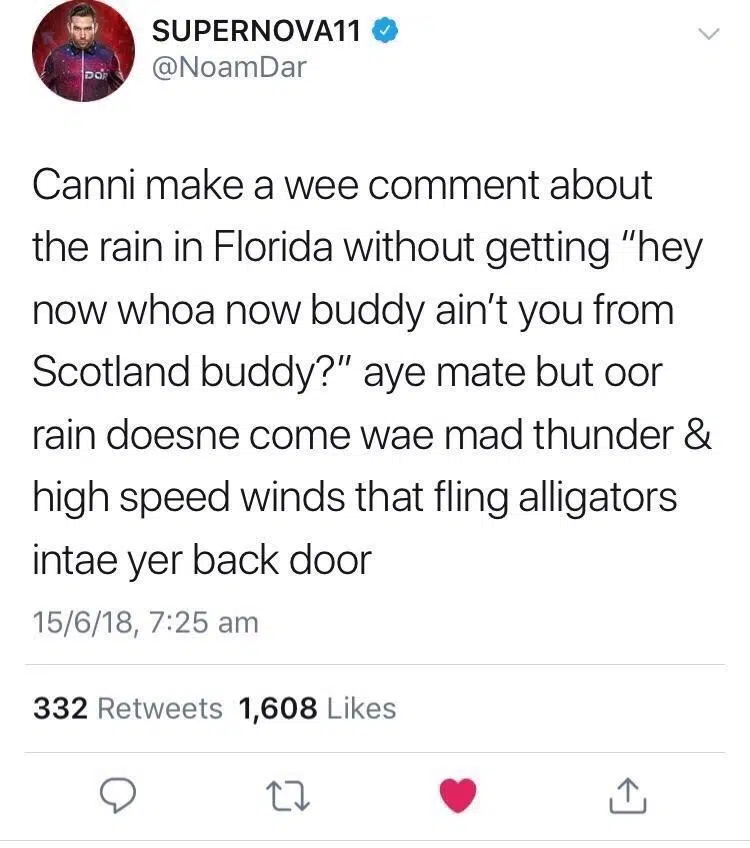 SUPERNOVA11
@NoamDar
DAR
Canni make a wee comment about
the rain in Florida without getting “hey
now whoa now buddy ain’t you from
Scotland buddy?” aye mate but oor
rain doesne come wae mad thunder &
high speed winds that fling alligators
intae yer back door
15/6/18, 7:25 am
332 Retweets 1,608 Likes